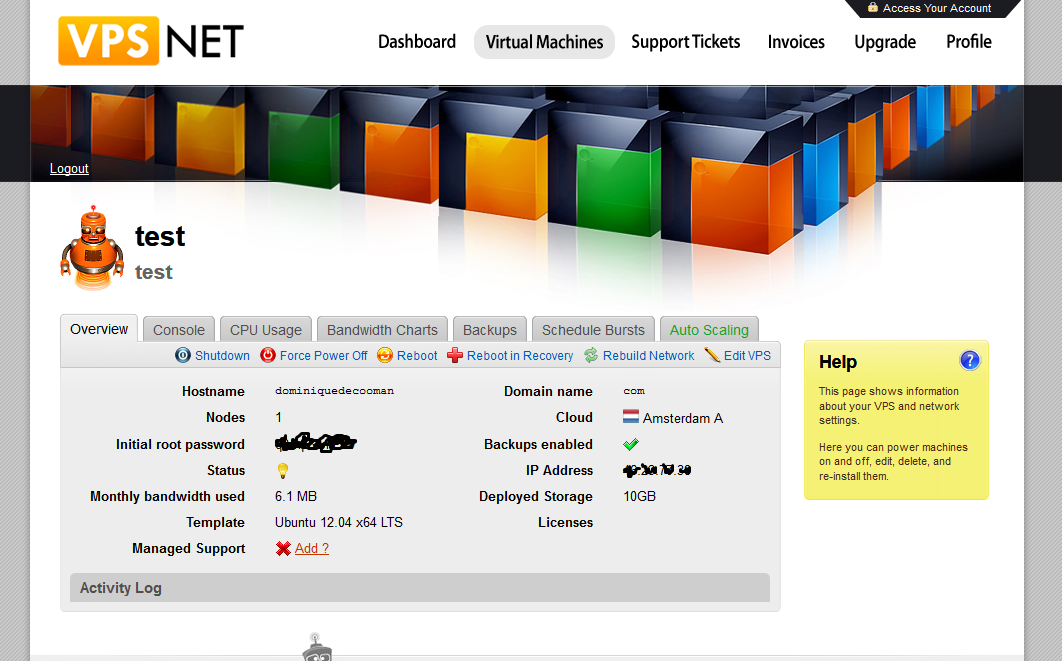 Access Your Account
VPS NET
Dashboard Virtual Machines Support Tickets Invoices Upgrade Profile
Logout
test
test
Overview Console CPU Usage Bandwidth Charts Backups Schedule Bursts Auto Scaling
Shutdown Force Power Off Reboot Reboot in Recovery Rebuild Network Edit VPS
Hostname dominiquedecooman Domain name com
Nodes 1 Cloud Amsterdam A
Initial root password Backups enabled
Status IP Address
Monthly bandwidth used 6.1 MB Deployed Storage 10GB
Template Ubuntu 12.04 x64 LTS Licenses
Managed Support Add ?
Activity Log
Help ?
This page shows information
about your VPS and network
settings.
Here you can power machines
on and off, edit, delete, and
re-install them.